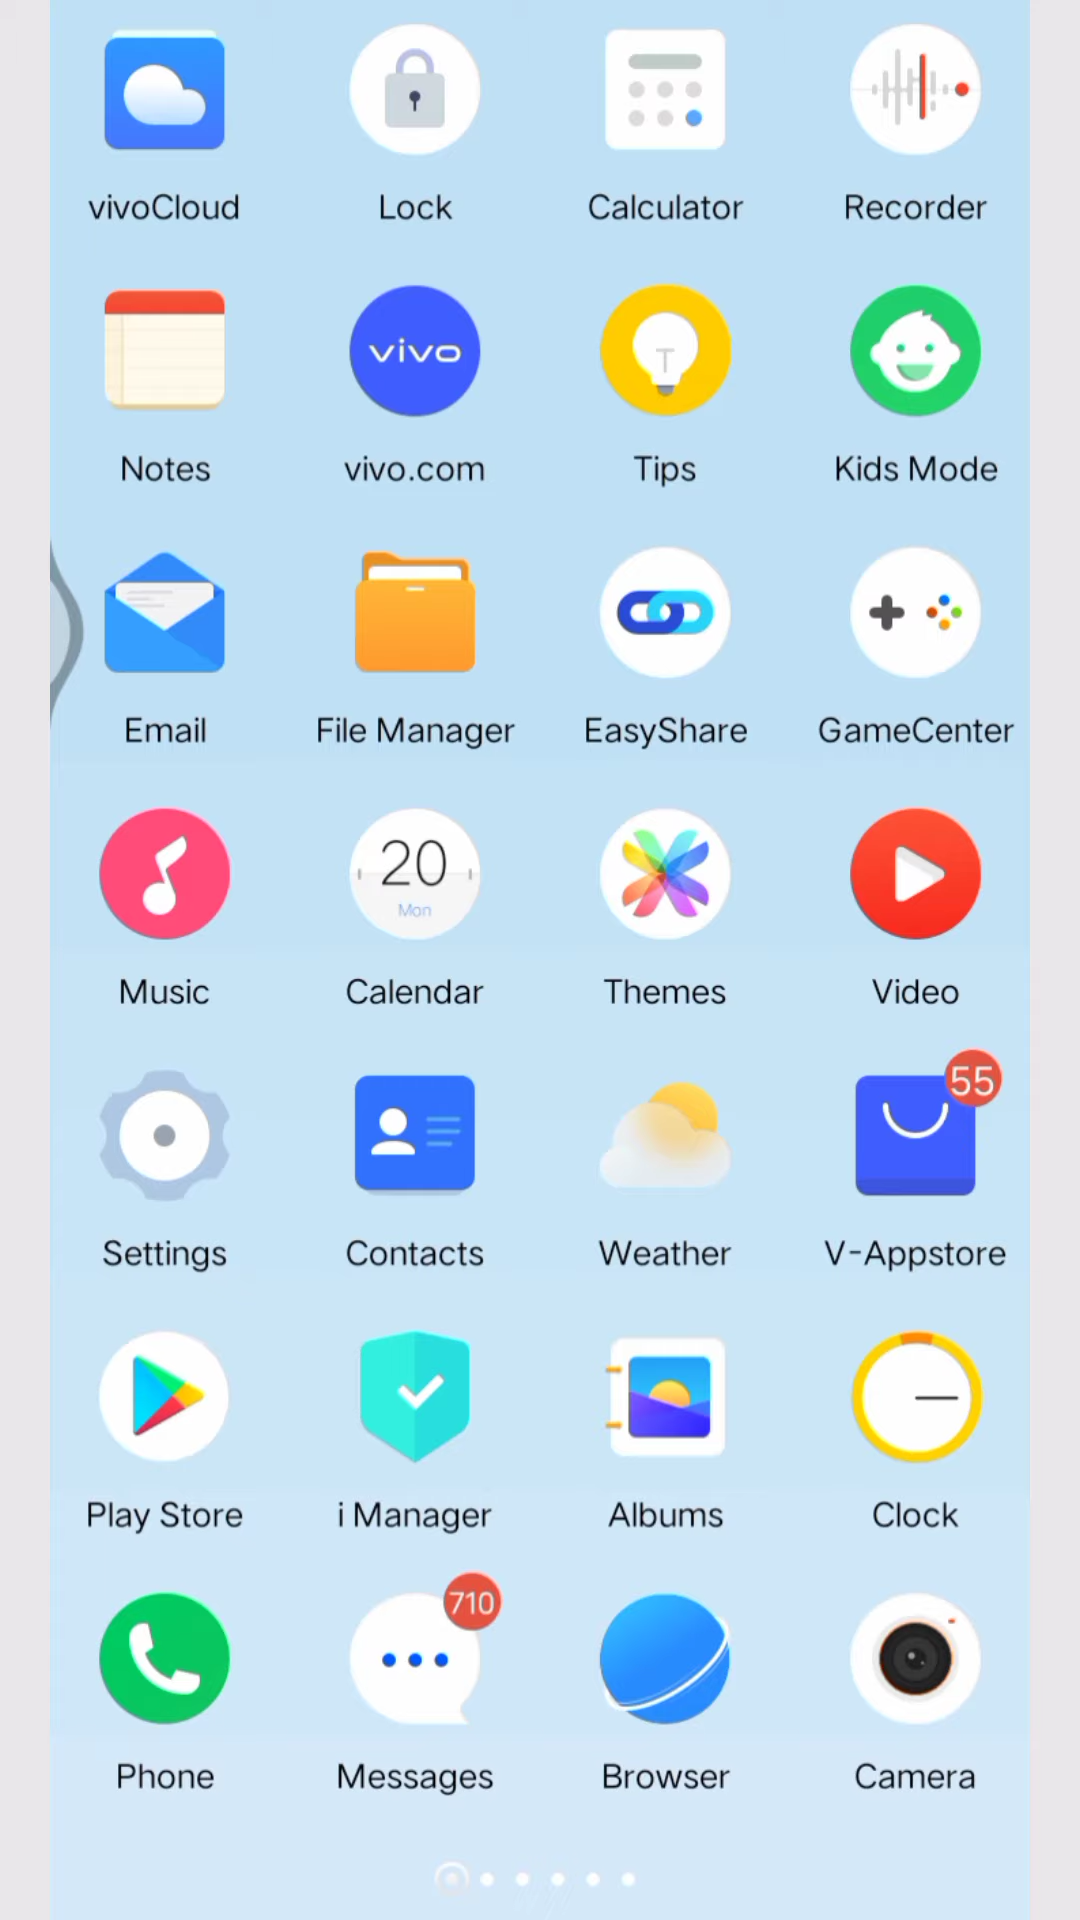 vivoCloud Lock Calculator Recorder
vivo
T
Notes vivo.com Tips Kids Mode
Email File Manager EasyShare GameCenter
20
Mon
Music Calendar Themes Video
55
Settings Contacts Weather V-Appstore
Play Store i Manager Albums Clock
710
Phone Messages Browser Camera